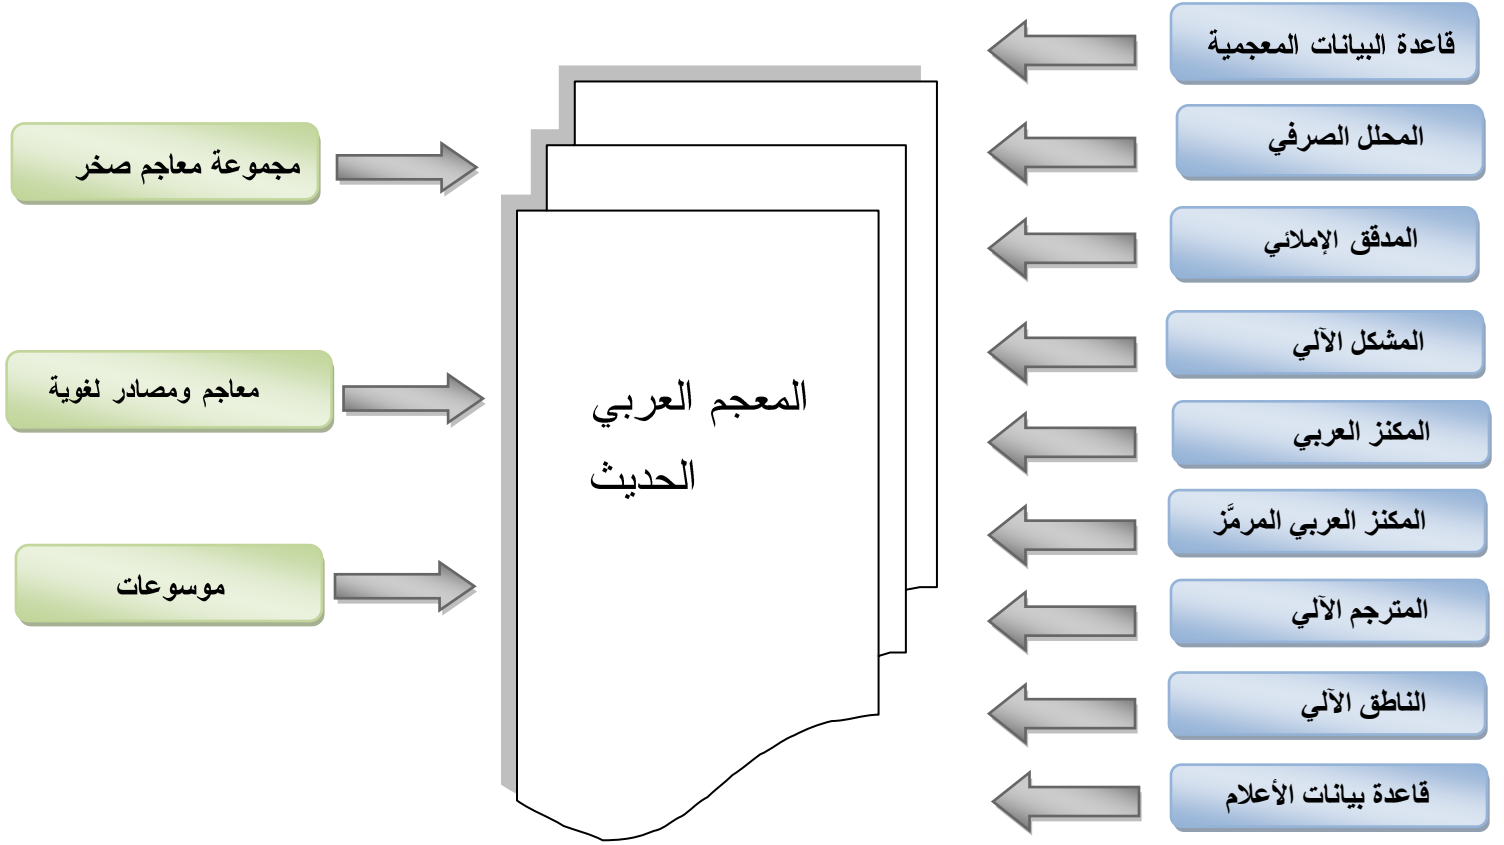 قاعدة البيانات المعجمية
المحلل الصرفي
المدقق الإملائي
المشكل الآلي
المكنز العربي
المكنز العربي المرمَّز
المترجم الآلي
الناطق الآلي
قاعدة بيانات الأعلام
المعجم العربي
الحديث
مجموعة معاجم صخر
معاجم ومصادر لغوية
موسوعات